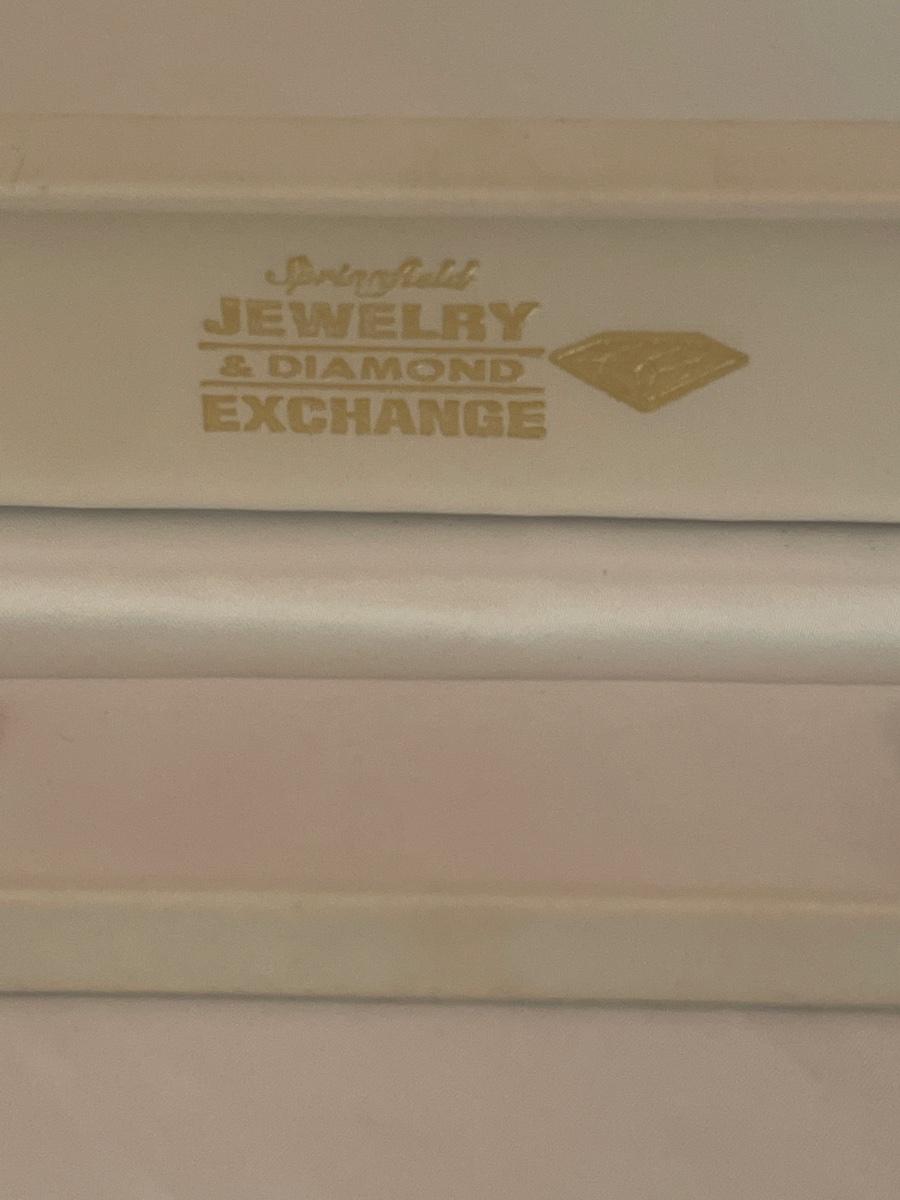 Springfield
JEWELRY
& DIAMOND
EXCHANGE